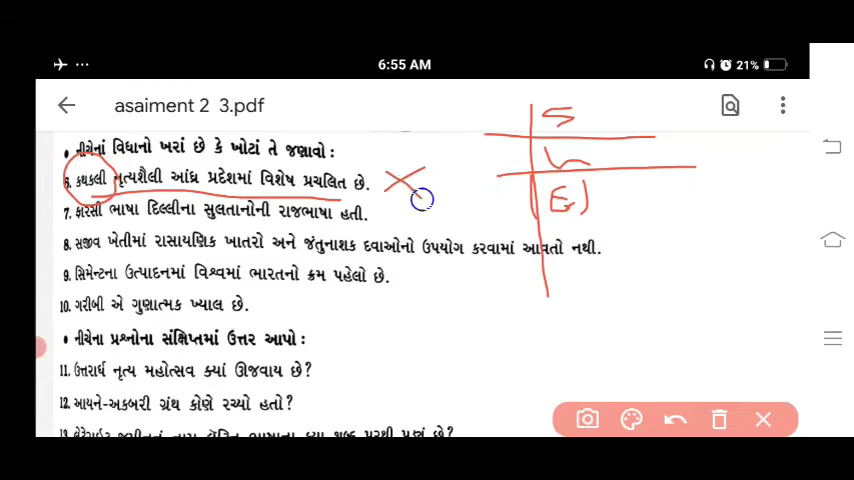 6:55 AM
21%
asaiment 2 3.pdf
• નીચેનાં વિધાનો ખરાં છે કે ખોટાં તે જણાવો :
6. કથકલી નૃત્યશૈલી આંધ્ર પ્રદેશમાં વિશેષ પ્રચલિત છે.
7. ફારસી ભાષા દિલ્લીના સુલતાનોની રાજભાષા હતી.
8. સજીવ ખેતીમાં રાસાયણિક ખાતરો અને જંતુનાશક દવાઓનો ઉપયોગ કરવામાં આવતો નથી.
9. સિમેન્ટના ઉત્પાદનમાં વિશ્વમાં ભારતનો ક્રમ પહેલો છે.
10. ગરીબી એ ગુણાત્મક ખ્યાલ છે.
• નીચેના પ્રશ્નોના સંક્ષિપ્તમાં ઉત્તર આપો :
11. ઉત્તરાર્ધ નૃત્ય મહોત્સવ ક્યાં ઊજવાય છે?
12. આયને-અકબરી ગ્રંથ કોણે રચ્યો હતો?